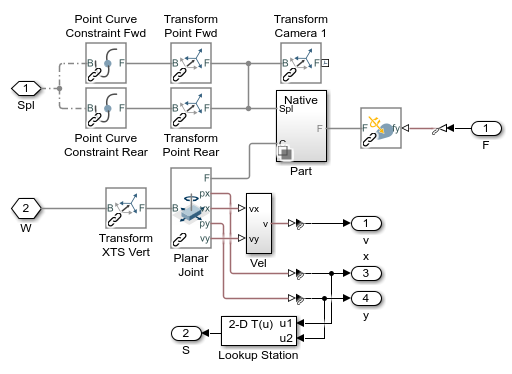 Point Curve
Constraint Fwd
Transform
Point Fwd
Transform
Camera 1
B F
B F
B F
1
Spl
Native
Spl
F
B F
B F
F fy
1
F
Point Curve
Constraint Rear
Transform
Point Rear
Part
F
px
2
W
B F
B
vx
py
vy
vx
vy
v
1
v
Transform
XTS Vert
Planar
Joint
Vel
x
3
4
y
2-D T(u) u1
u2
2
S
Lookup Station